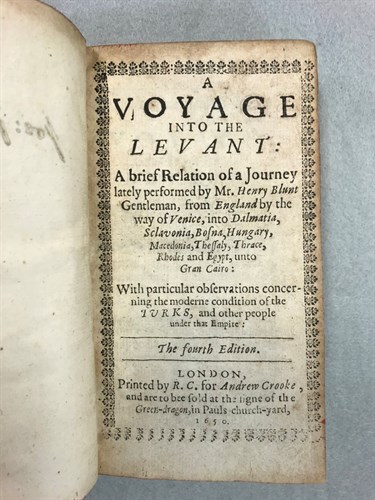 A
VOYAGE
INTO THE
LEVANT:
A brief Relation of a Journey
lately performed by Mr. Henry Blunt
Gentleman, from England by the
way of Venice, into Dalmatia,
Sclavonia, Bosna, Hungary,
Macedonia, Thessaly, Thrace,
Rhodes and Egypt, unto
Gran Cairo:
With particular observations concer-
ning the moderne condition of the
TURKS, and other people
under that Empire:
The fourth Edition.
LONDON,
Printed by R. C. for Andrew Crooke,
and are to bee sold at the signe of the
Green-dragon, in Pauls-church-yard,
1650.